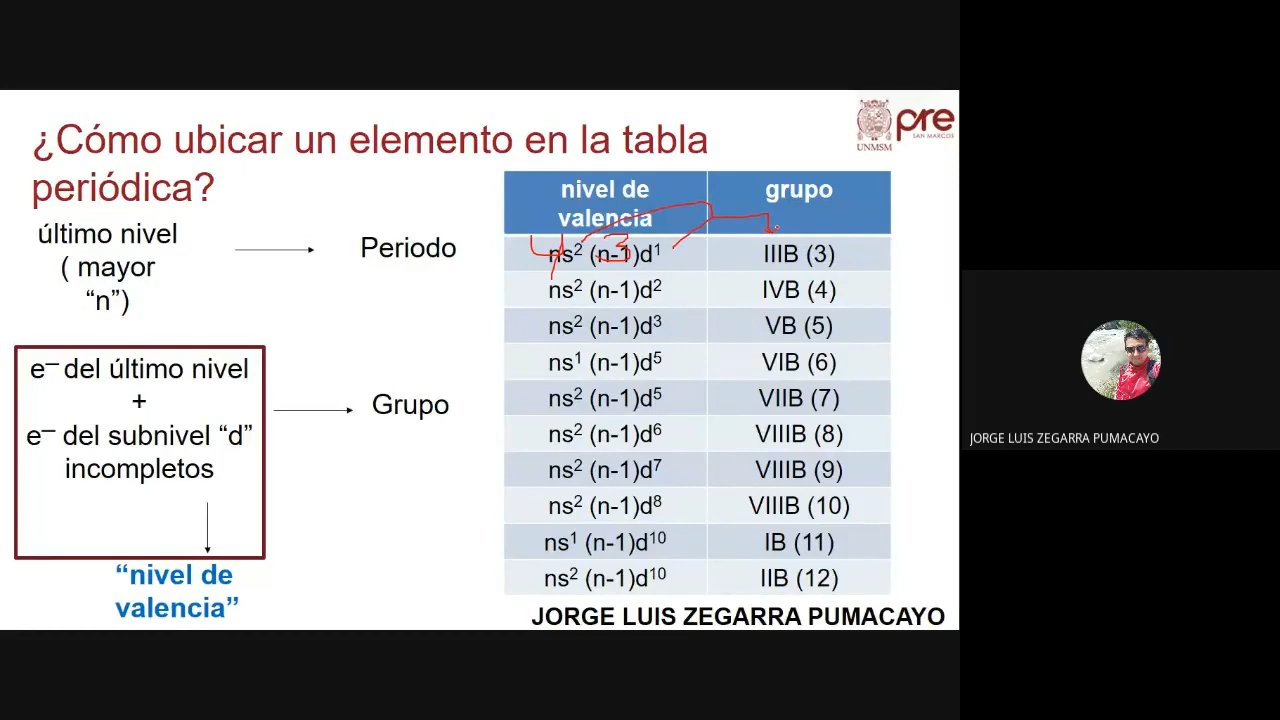 ¿Cómo ubicar un elemento en la tabla
periódica?
pre
SAN MARCOS
UNMSM
último nivel
( mayor
“n”)
Periodo
e⁻ del último nivel
+
e⁻ del subnivel “d”
incompletos
Grupo
“nivel de
valencia”
nivel de
valencia
grupo
4
3
ns² (n-1)d¹ IIIB (3)
ns² (n-1)d² IVB (4)
ns² (n-1)d³ VB (5)
ns¹ (n-1)d⁵ VIB (6)
ns² (n-1)d⁵ VIIB (7)
ns² (n-1)d⁶ VIIIB (8)
ns² (n-1)d⁷ VIIIB (9)
ns² (n-1)d⁸ VIIIB (10)
ns¹ (n-1)d¹⁰ IB (11)
ns² (n-1)d¹⁰ IIB (12)
JORGE LUIS ZEGARRA PUMACAYO
JORGE LUIS ZEGARRA PUMACAYO